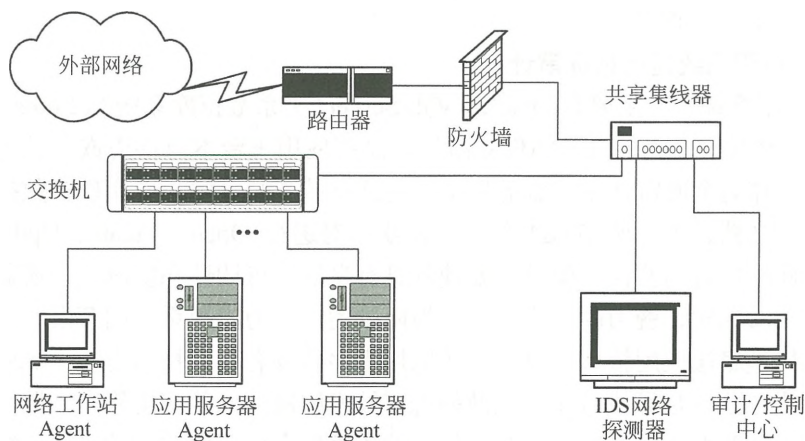 外部网络
路由器
防火墙
共享集线器
交换机
•••
网络工作站
Agent
应用服务器
Agent
应用服务器
Agent
IDS网络
探测器
审计/控制
中心